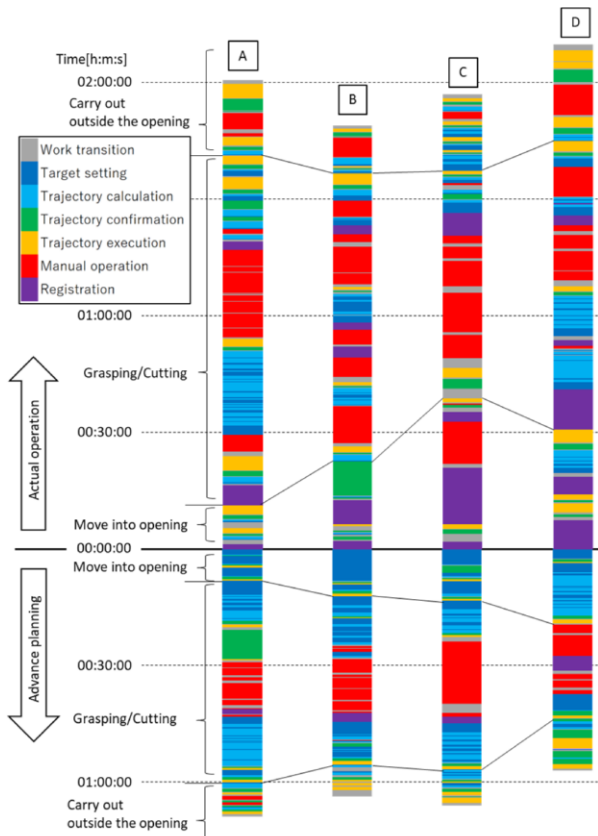 D
A
C
B
Time[h:m:s]
02:00:00
Carry out
outside the opening
Work transition
Target setting
Trajectory calculation
Trajectory confirmation
Trajectory execution
Manual operation
Registration
01:00:00
Grasping/Cutting
Actual operation
00:30:00
Move into opening
00:00:00
Move into opening
Advance planning
00:30:00
Grasping/Cutting
01:00:00
Carry out
outside the opening